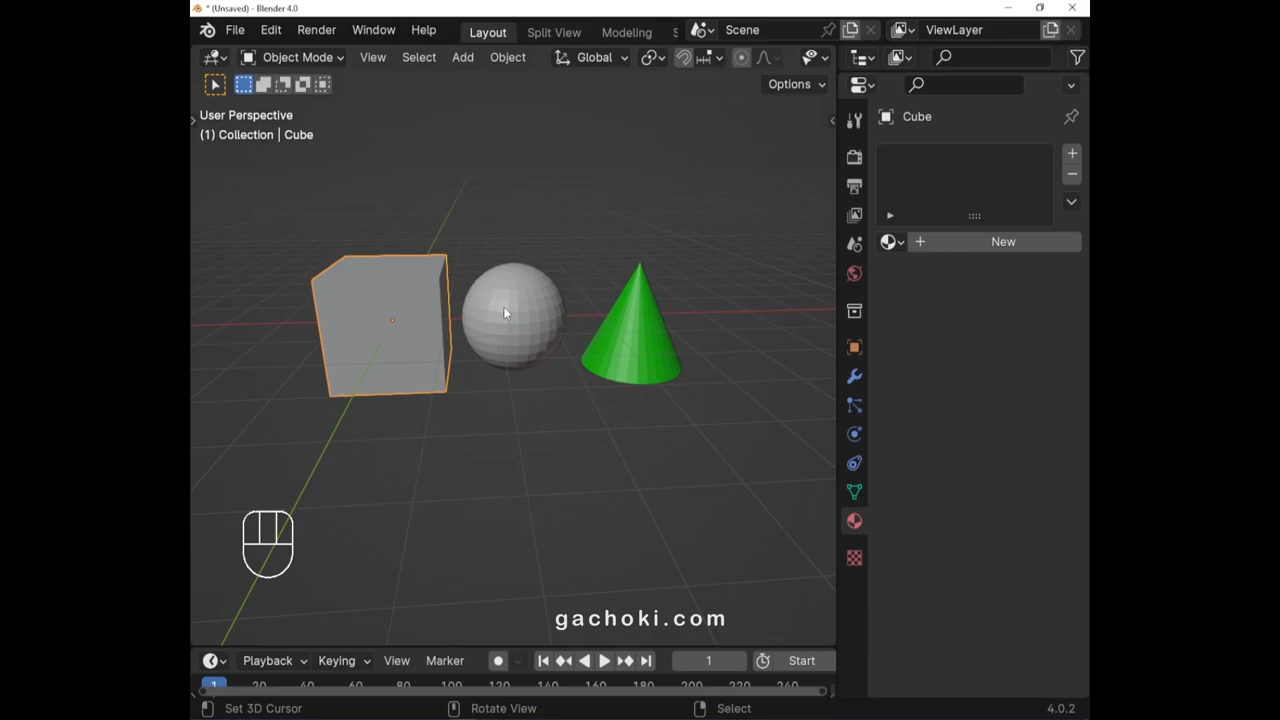 * (Unsaved) - Blender 4.0
File Edit Render Window Help Layout Split View Modeling Scene ViewLayer
Object Mode View Select Add Object Global
Options
User Perspective
(1) Collection | Cube
Cube
New
gachoki.com
Playback Keying View Marker 1 Start
1 20 40 60 80 100 120 140 160 180 200 220 240
Set 3D Cursor Rotate View Select 4.0.2